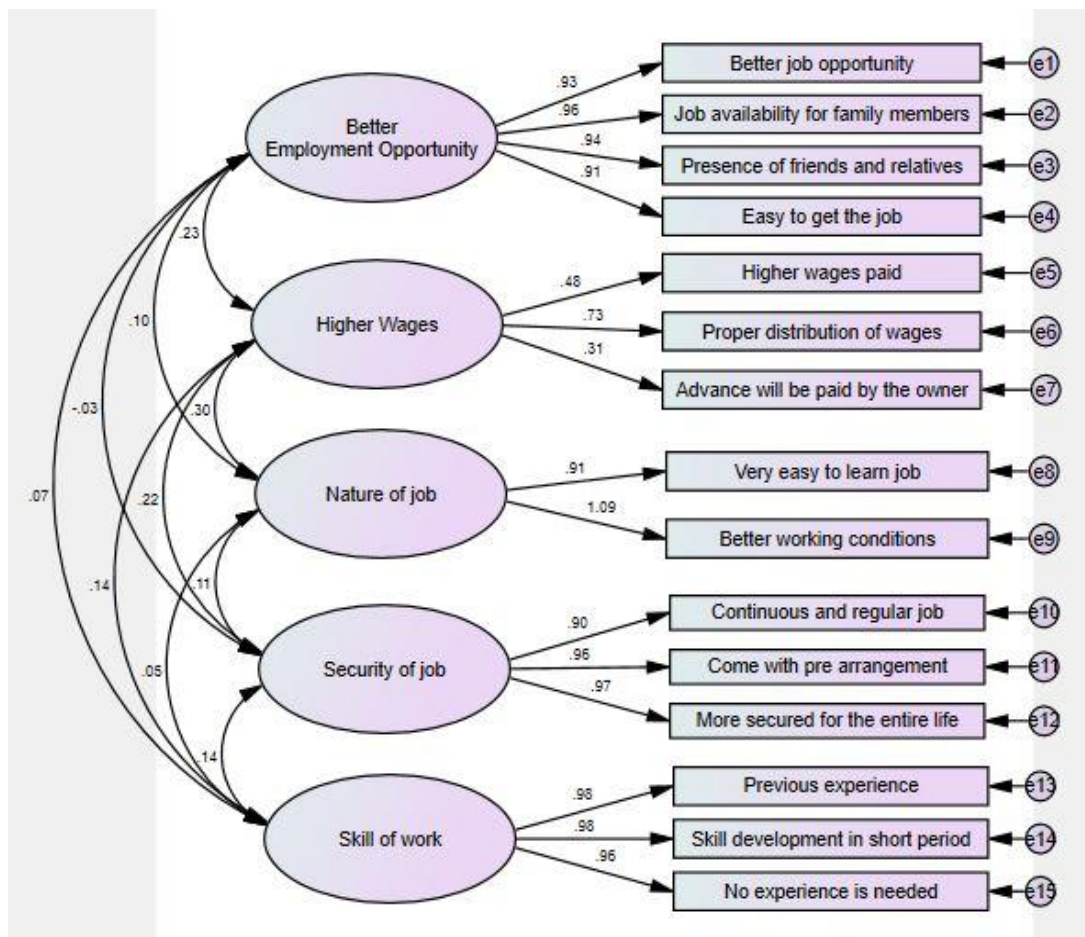 Better job opportunity
e1
.93
Better
Employment Opportunity
.96
Job availability for family members
e2
.94
Presence of friends and relatives
e3
.91
Easy to get the job
e4
.23
Higher wages paid
e5
.48
Higher Wages
.73
Proper distribution of wages
e6
.10
.31
Advance will be paid by the owner
e7
-.03
.30
Very easy to learn job
e8
.91
Nature of job
.07
.22
1.09
Better working conditions
e9
.14
.11
Continuous and regular job
e10
.90
Security of job
.96
Come with pre arrangement
e11
.05
.97
More secured for the entire life
e12
.14
Previous experience
e13
.98
Skill of work
.98
Skill development in short period
e14
.96
No experience is needed
e15